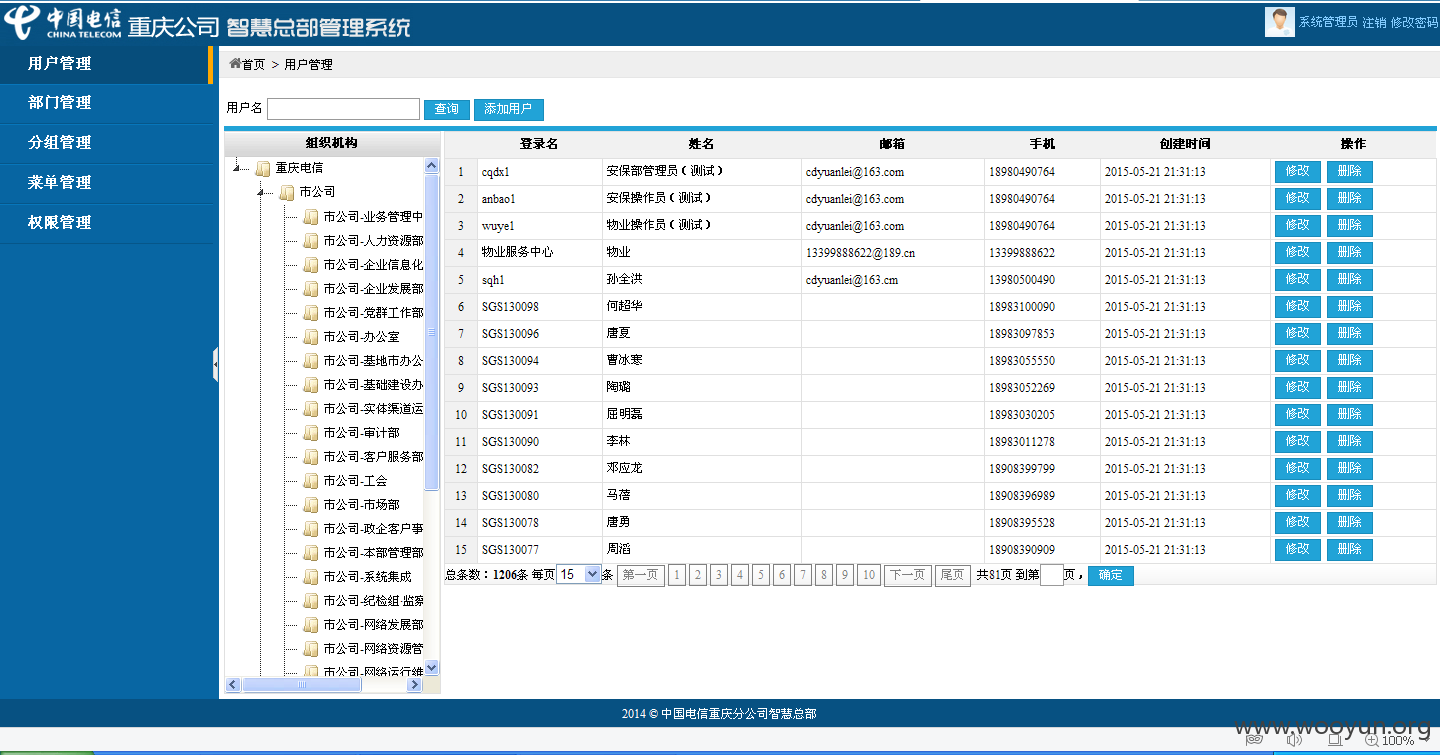 中国电信 CHINA TELECOM 重庆公司 智慧总部管理系统
系统管理员 注销 修改密码
用户管理
部门管理
分组管理
菜单管理
权限管理
首页 > 用户管理
用户名 查询 添加用户
组织机构
重庆电信
市公司
市公司-业务管理中
市公司-人力资源部
市公司-企业信息化
市公司-企业发展部
市公司-党群工作部
市公司-办公室
市公司-基地市办公
市公司-基础建设办
市公司-实体渠道运
市公司-审计部
市公司-客户服务部
市公司-工会
市公司-市场部
市公司-政企客户事
市公司-本部管理部
市公司-系统集成
市公司-纪检组·监察
市公司-网络发展部
市公司-网络资源管
市公司-网络运行维
登录名 姓名 邮箱 手机 创建时间 操作
1 cqdx1 安保部管理员(测试) cdyuanlei@163.com 18980490764 2015-05-21 21:31:13 修改 删除
2 anbao1 安保操作员(测试) cdyuanlei@163.com 18980490764 2015-05-21 21:31:13 修改 删除
3 wuye1 物业操作员(测试) cdyuanlei@163.com 18980490764 2015-05-21 21:31:13 修改 删除
4 物业服务中心 物业 13399888622@189.cn 13399888622 2015-05-21 21:31:13 修改 删除
5 sqh1 孙全洪 cdyuanlei@163.cm 13980500490 2015-05-21 21:31:13 修改 删除
6 SGS130098 何超华 18983100090 2015-05-21 21:31:13 修改 删除
7 SGS130096 唐夏 18983097853 2015-05-21 21:31:13 修改 删除
8 SGS130094 曹冰寒 18983055550 2015-05-21 21:31:13 修改 删除
9 SGS130093 陶璐 18983052269 2015-05-21 21:31:13 修改 删除
10 SGS130091 屈明磊 18983030205 2015-05-21 21:31:13 修改 删除
11 SGS130090 李林 18983011278 2015-05-21 21:31:13 修改 删除
12 SGS130082 邓应龙 18908399799 2015-05-21 21:31:13 修改 删除
13 SGS130080 马蓓 18908396989 2015-05-21 21:31:13 修改 删除
14 SGS130078 唐勇 18908395528 2015-05-21 21:31:13 修改 删除
15 SGS130077 周滔 18908390909 2015-05-21 21:31:13 修改 删除
总条数：1206条 每页 15 条 第一页 1 2 3 4 5 6 7 8 9 10 下一页 尾页 共81页 到第 页， 确定
2014 © 中国电信重庆分公司智慧总部
www.wooyun.org
100%